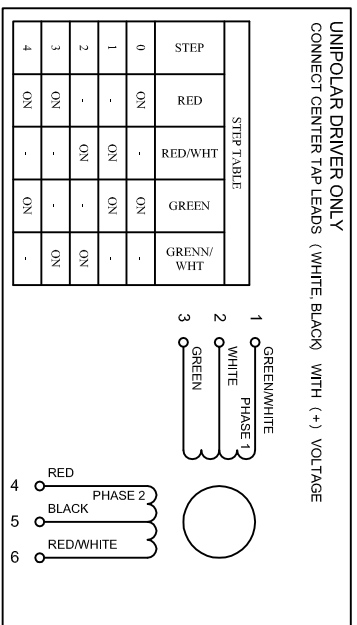 UNIPOLAR DRIVER ONLY
CONNECT CENTER TAP LEADS ( WHITE, BLACK) WITH (+) VOLTAGE
STEP TABLE
STEP RED RED/WHT GREEN GRENN/
WHT
0 ON - ON -
1 - ON ON -
2 - ON - ON
3 ON - - ON
4 ON - ON -
1 GREEN/WHITE
PHASE 1
2 WHITE
3 GREEN
4 RED
PHASE 2
5 BLACK
6 RED/WHITE